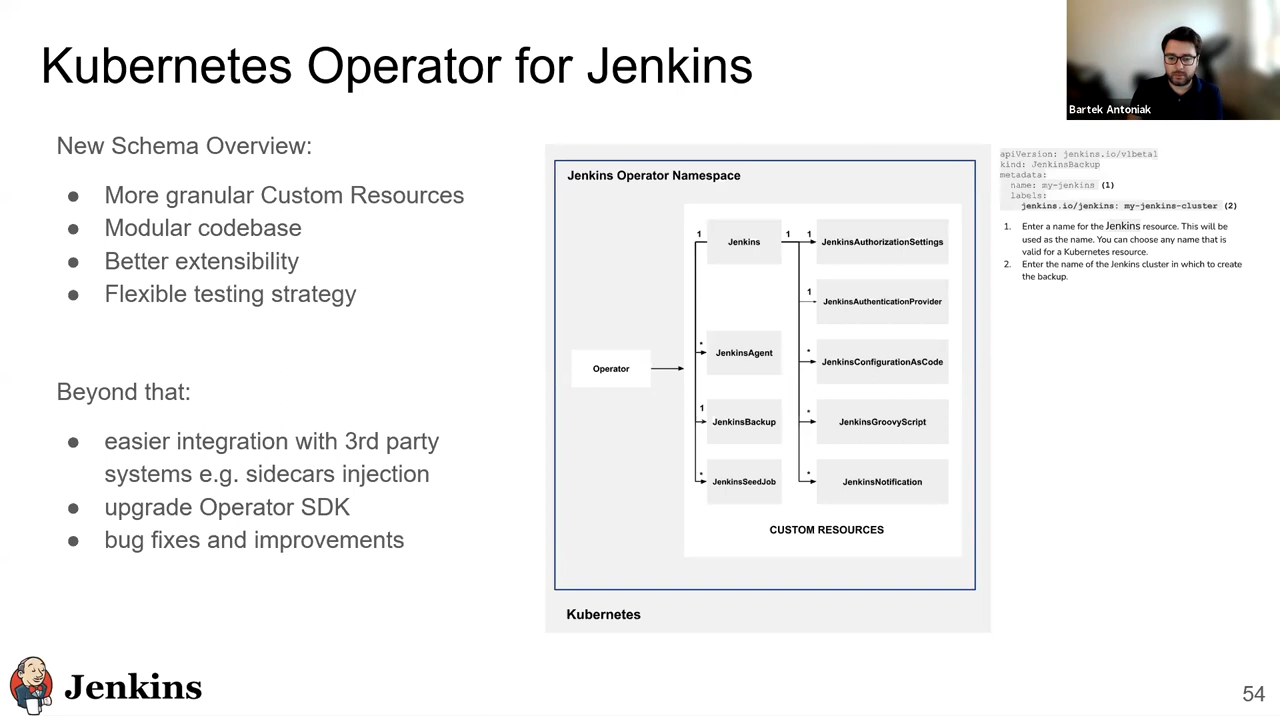 Kubernetes Operator for Jenkins
Bartek Antoniak
New Schema Overview:
● More granular Custom Resources
● Modular codebase
● Better extensibility
● Flexible testing strategy
Beyond that:
● easier integration with 3rd party
systems e.g. sidecars injection
● upgrade Operator SDK
● bug fixes and improvements
Jenkins Operator Namespace
1 Jenkins 1 1 JenkinsAuthorizationSettings
1 JenkinsAuthenticationProvider
Operator
* JenkinsAgent * JenkinsConfigurationAsCode
1 JenkinsBackup * JenkinsGroovyScript
* JenkinsSeedJob * JenkinsNotification
CUSTOM RESOURCES
Kubernetes
apiVersion: jenkins.io/v1beta1
kind: JenkinsBackup
metadata:
name: my-jenkins (1)
labels:
jenkins.io/jenkins: my-jenkins-cluster (2)
1. Enter a name for the Jenkins resource. This will be
used as the name. You can choose any name that is
valid for a Kubernetes resource.
2. Enter the name of the Jenkins cluster in which to create
the backup.
Jenkins
54